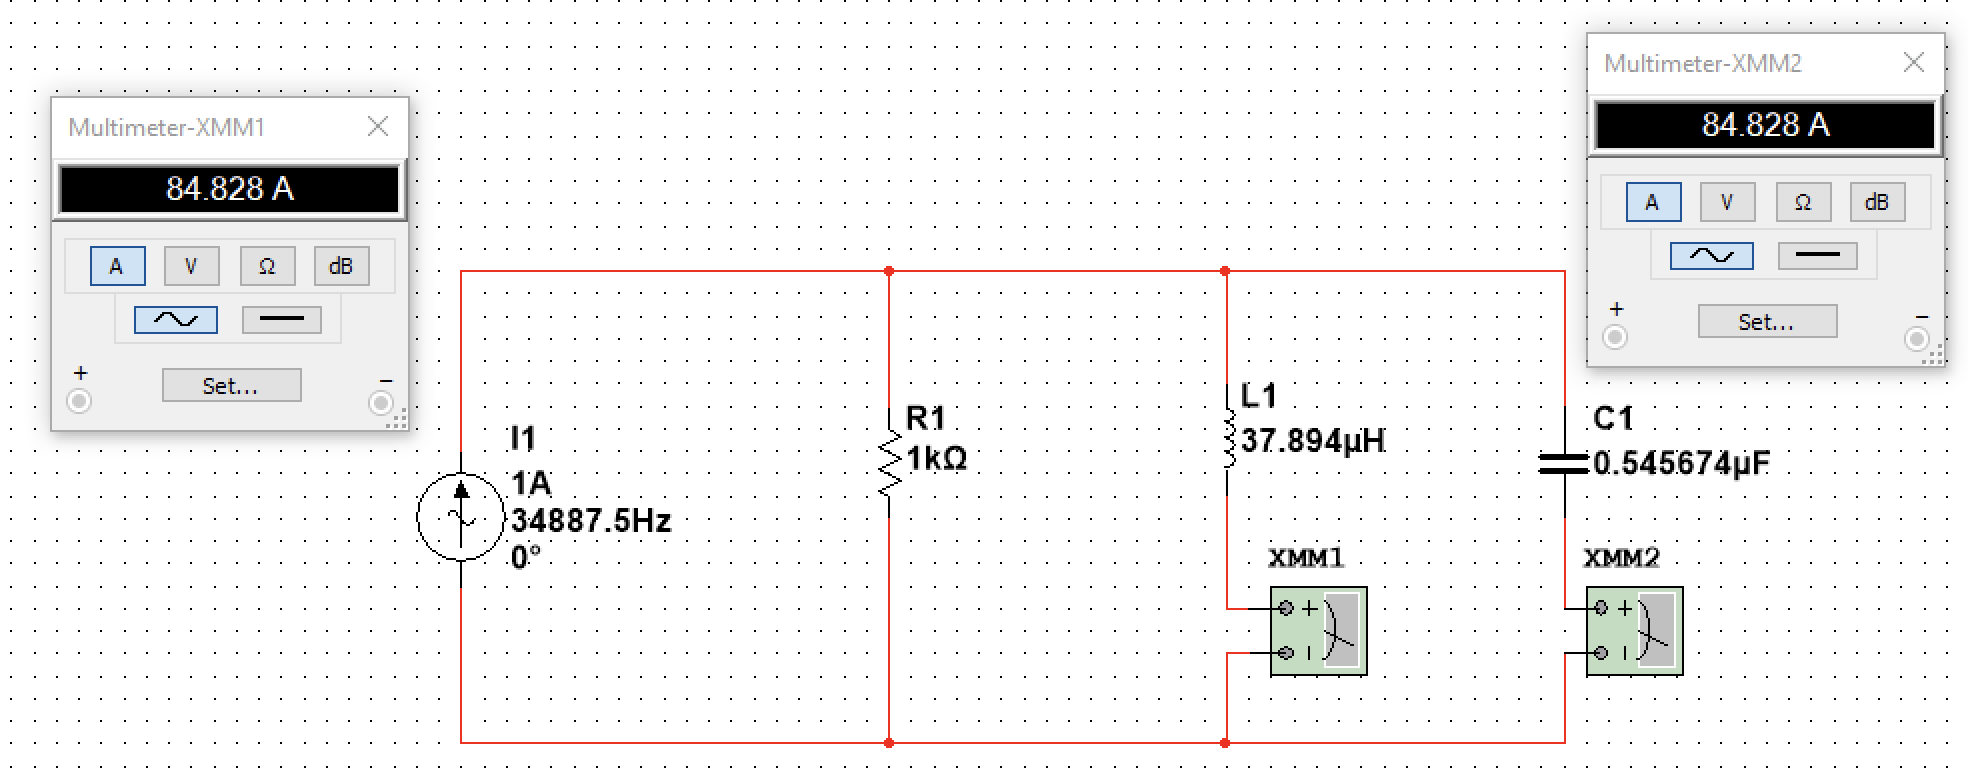 Multimeter-XMM1
84.828 A
A V Ω dB
+ −
Set...
Multimeter-XMM2
84.828 A
A V Ω dB
+ −
Set...
I1
1A
34887.5Hz
0°
R1
1kΩ
L1
37.894µH
C1
0.545674µF
XMM1
+
XMM2
+